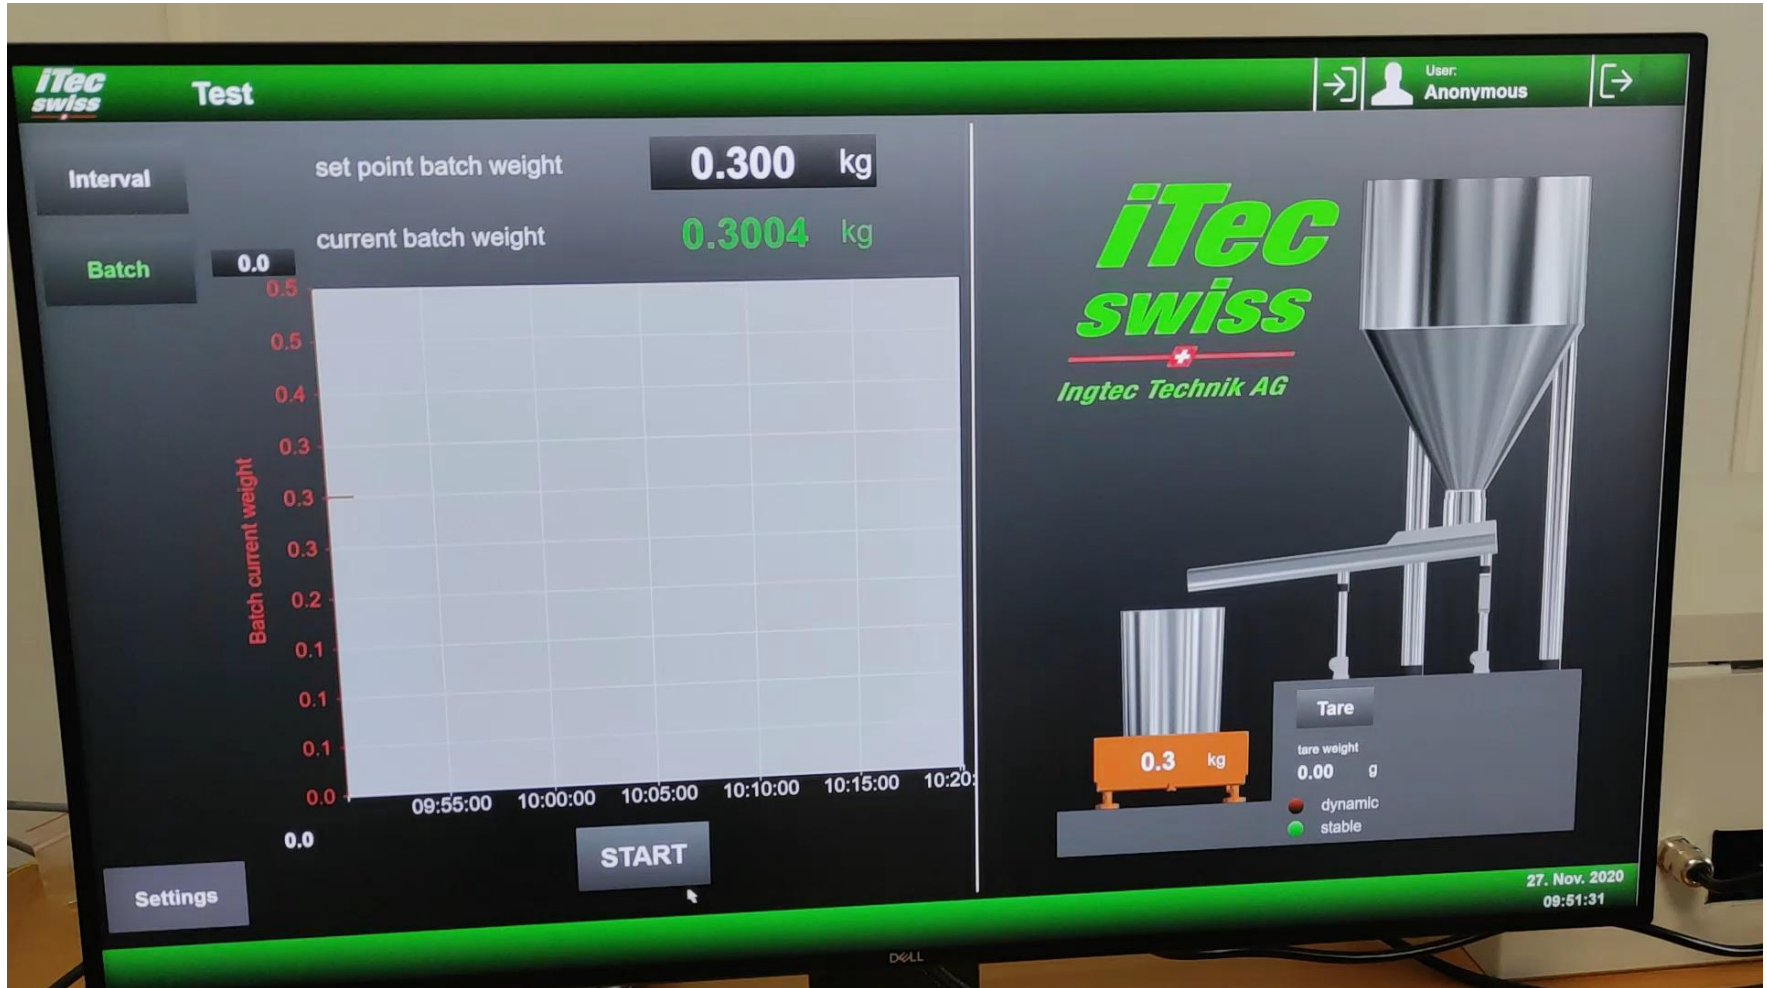 iTec
swiss
Test
User:
Anonymous
Interval
Batch
set point batch weight
0.300 kg
current batch weight
0.3004 kg
0.0
0.5
0.5
0.4
0.3
0.3
0.3
0.2
0.1
0.1
0.1
0.0
Batch current weight
09:55:00 10:00:00 10:05:00 10:10:00 10:15:00 10:20:
0.0
START
Settings
iTec
swiss
Ingtec Technik AG
Tare
tare weight
0.00 g
dynamic
stable
0.3 kg
27. Nov. 2020
09:51:31
DELL